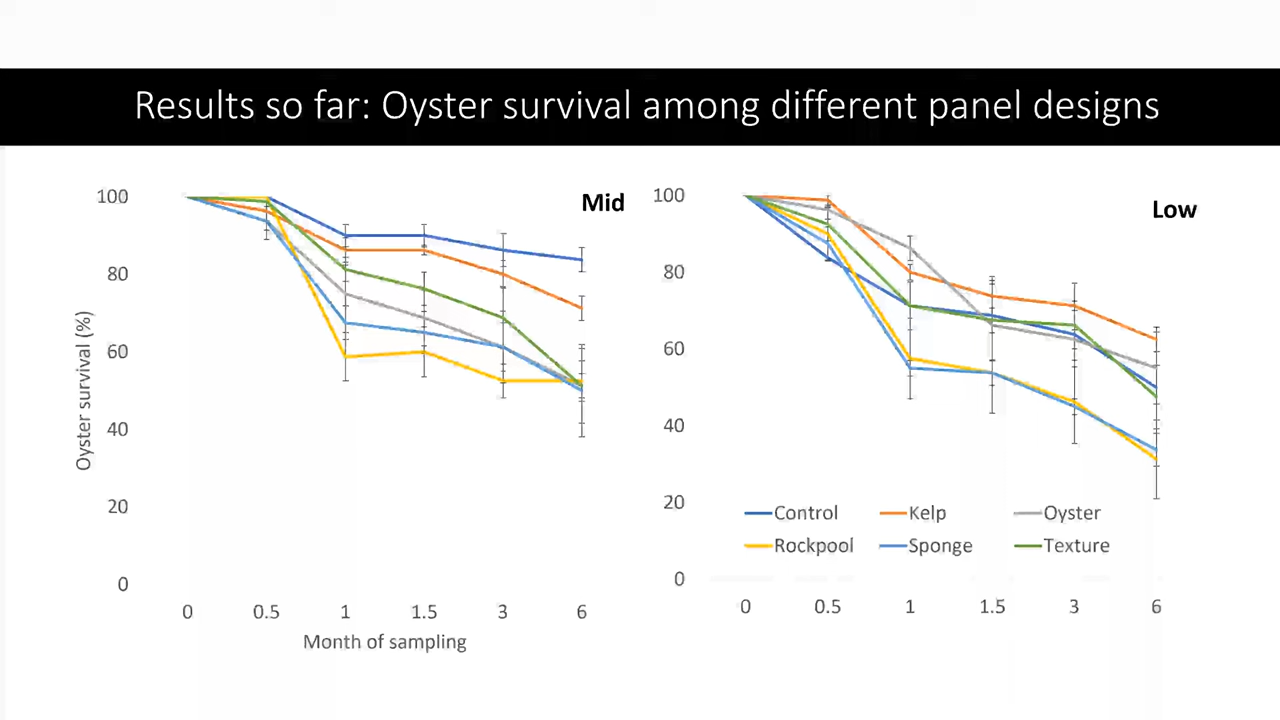 Results so far: Oyster survival among different panel designs
Mid
100
80
60
40
20
0
Oyster survival (%)
0 0.5 1 1.5 3 6
Month of sampling
Low
100
80
60
40
20
0
Control Kelp Oyster
Rockpool Sponge Texture
0 0.5 1 1.5 3 6